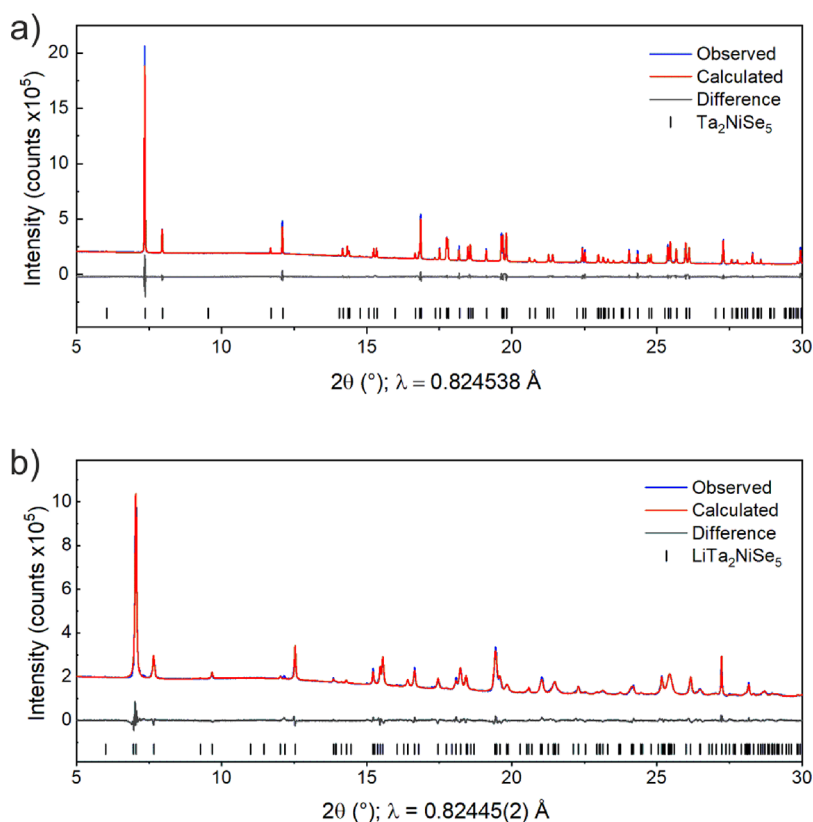 a)
Observed
Calculated
Difference
Ta₂NiSe₅
Intensity (counts x10⁵)
20
15
10
5
0
5 10 15 20 25 30
2θ (°); λ = 0.824538 Å
b)
Observed
Calculated
Difference
LiTa₂NiSe₅
Intensity (counts x10⁵)
10
8
6
4
2
0
5 10 15 20 25 30
2θ (°); λ = 0.82445(2) Å